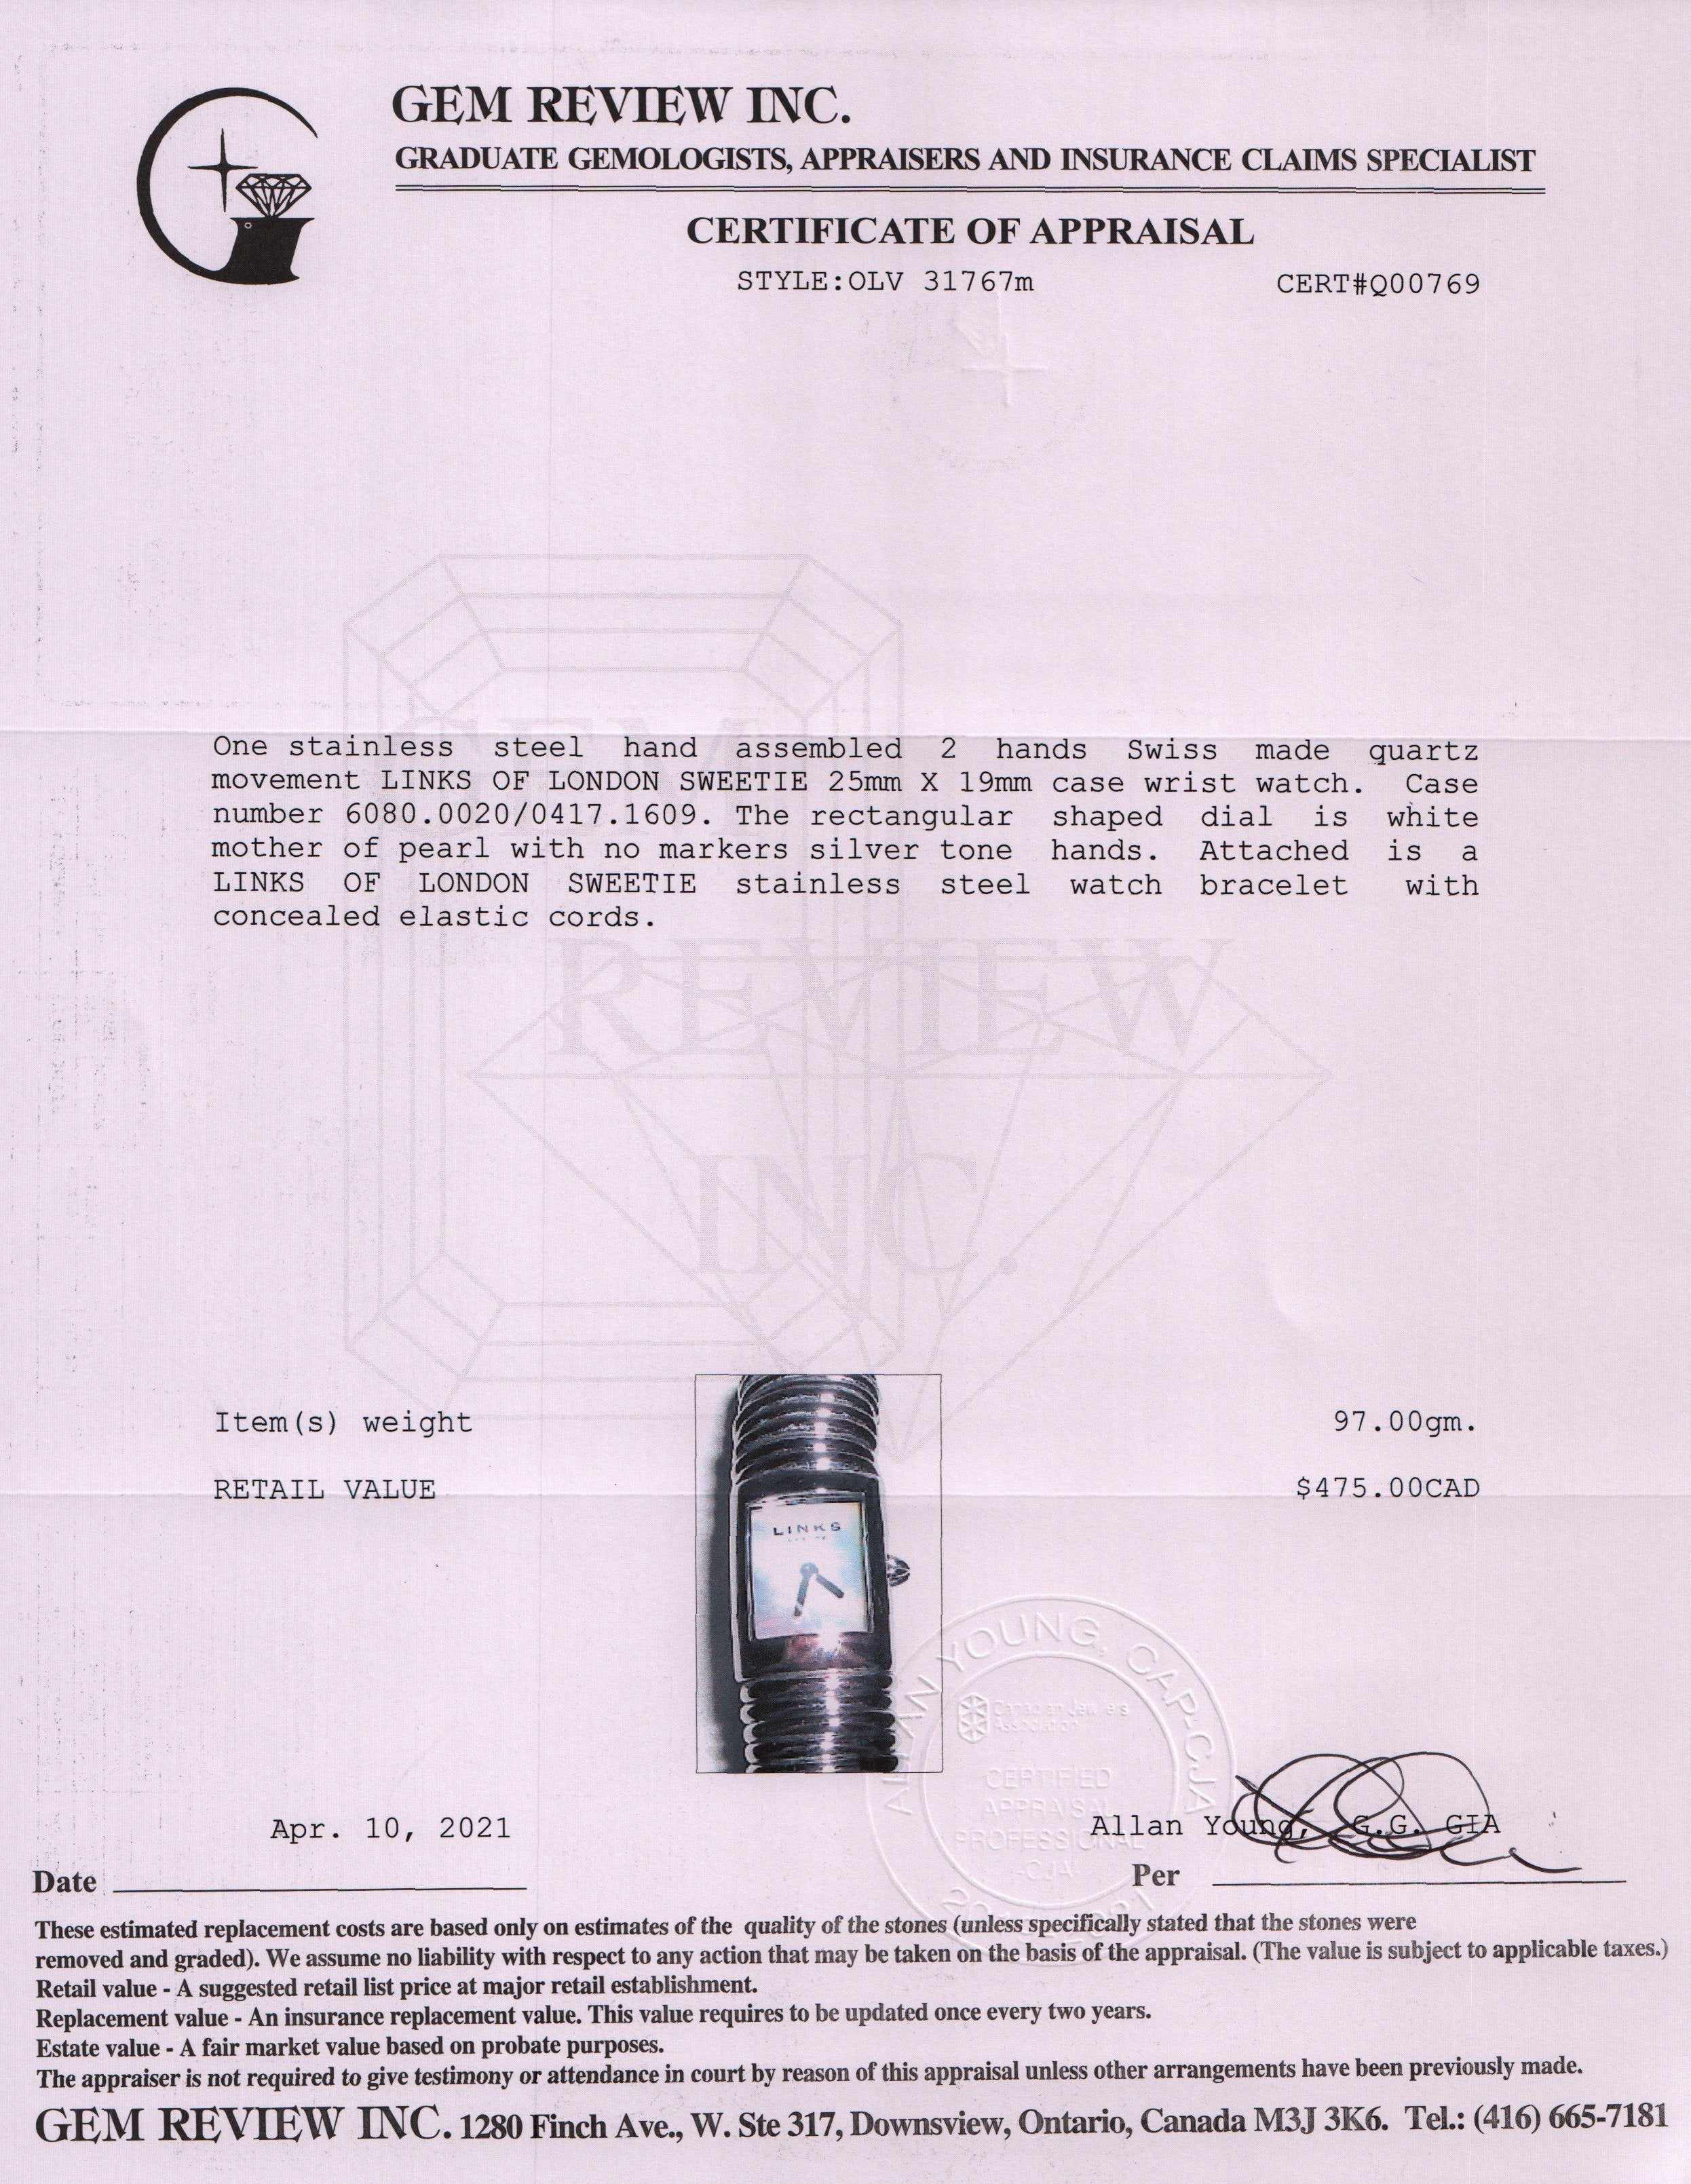 GEM REVIEW INC.
GRADUATE GEMOLOGISTS, APPRAISERS AND INSURANCE CLAIMS SPECIALIST
CERTIFICATE OF APPRAISAL
STYLE:OLV 31767m CERT#Q00769
One stainless steel hand assembled 2 hands Swiss made quartz
movement LINKS OF LONDON SWEETIE 25mm X 19mm case wrist watch. Case
number 6080.0020/0417.1609. The rectangular shaped dial is white
mother of pearl with no markers silver tone hands. Attached is a
LINKS OF LONDON SWEETIE stainless steel watch bracelet with
concealed elastic cords.
GEM
REVIEW
INC.
Item(s) weight 97.00gm.
RETAIL VALUE $475.00CAD
LINKS
ALLAN YOUNG, CAP-CJA
Canadian Jewellers
Association
CERTIFIED
APPRAISAL
PROFESSIONAL
CJA
Apr. 10, 2021 Allan Young, G.G. GIA
Date Per
These estimated replacement costs are based only on estimates of the quality of the stones (unless specifically stated that the stones were
removed and graded). We assume no liability with respect to any action that may be taken on the basis of the appraisal. (The value is subject to applicable taxes.)
Retail value - A suggested retail list price at major retail establishment.
Replacement value - An insurance replacement value. This value requires to be updated once every two years.
Estate value - A fair market value based on probate purposes.
The appraiser is not required to give testimony or attendance in court by reason of this appraisal unless other arrangements have been previously made.
GEM REVIEW INC. 1280 Finch Ave., W. Ste 317, Downsview, Ontario, Canada M3J 3K6. Tel.: (416) 665-7181